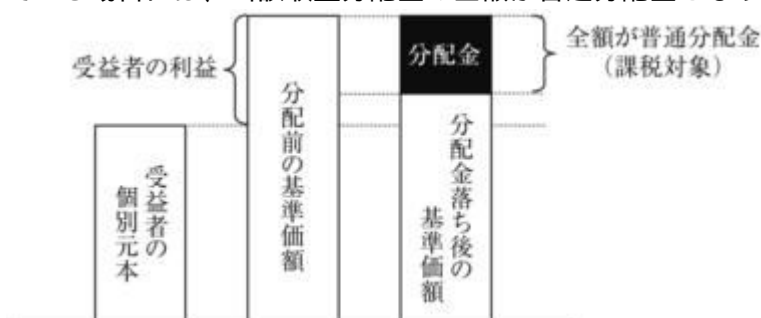 受益者の利益
分配金
全額が普通分配金
（課税対象）
受益者の
個別元本
分配前の基準価額
分配金落ち後の
基準価額